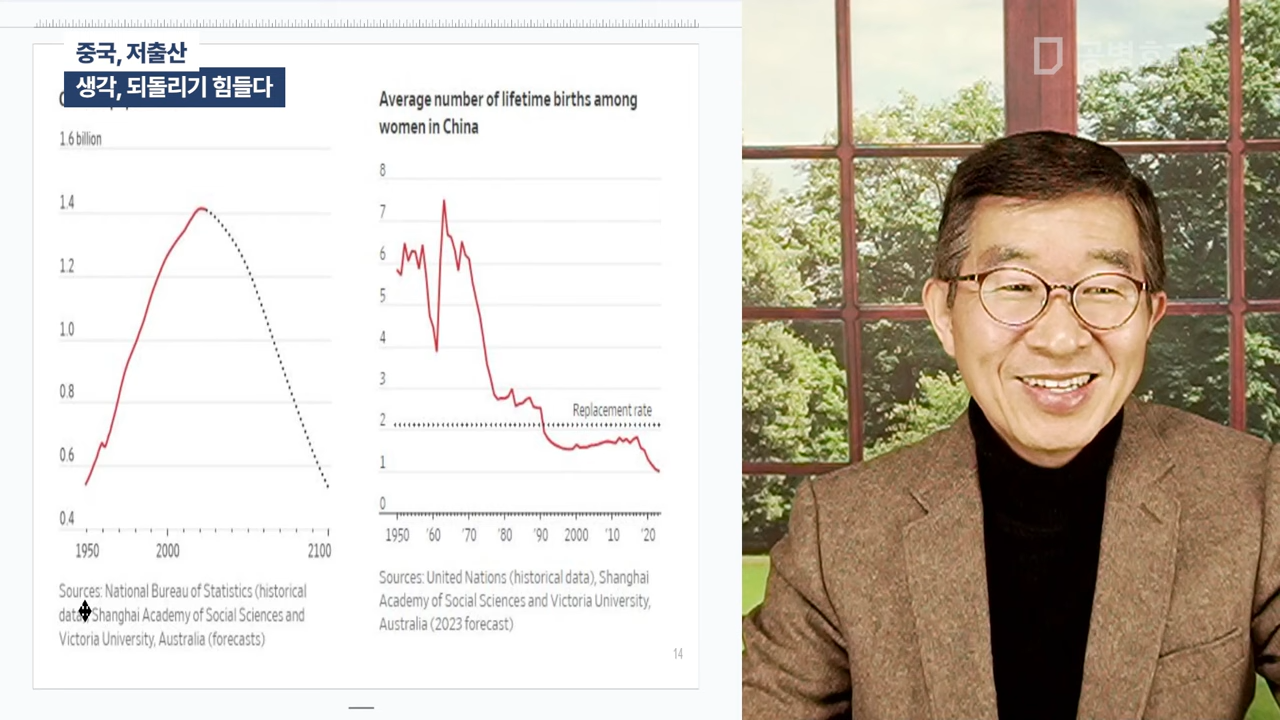 중국, 저출산
생각, 되돌리기 힘들다
1.6 billion
1.4
1.2
1.0
0.8
0.6
0.4
1950
2000
2100
Sources: National Bureau of Statistics (historical
Shanghai Academy of Social Sciences and
Victoria University, Australia (forecasts)
Average number of lifetime births among
women in China
8
7
6
5
4
3
2
1
0
Replacement rate
1950 '60 '70 '80 '90 2000 '10 '20
Sources: United Nations (historical data), Shanghai
Academy of Social Sciences and Victoria University,
Australia (2023 forecast)
14